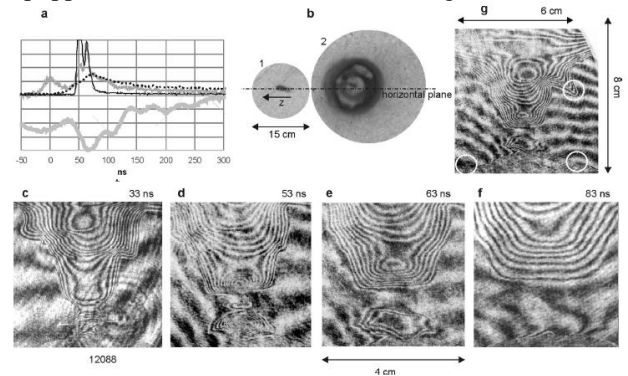 a
-50 0 50 100 150 200 250 300
ns
b
1
2
z
horizontal plane
15 cm
g
6 cm
8 cm
c 33 ns
d 53 ns
e 63 ns
f 83 ns
12088
4 cm